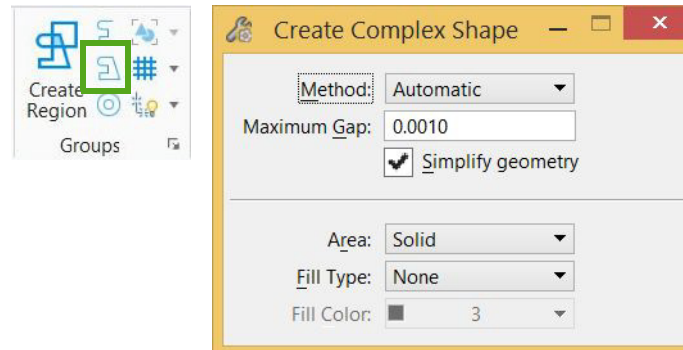 Create
Region
Groups
Create Complex Shape
Method: Automatic
Maximum Gap: 0.0010
Simplify geometry
Area: Solid
Fill Type: None
Fill Color: 3